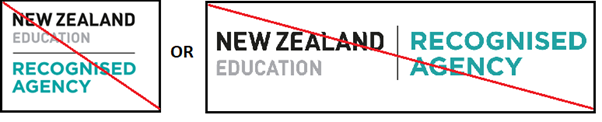 NEW ZEALAND
EDUCATION
RECOGNISED
AGENCY
OR
NEW ZEALAND
EDUCATION
RECOGNISED
AGENCY